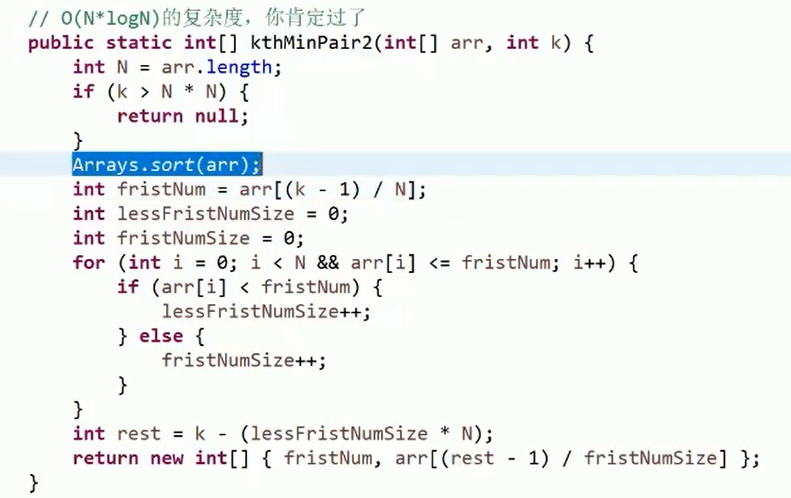 // O(N*logN)的复杂度，你肯定过了
public static int[] kthMinPair2(int[] arr, int k) {
    int N = arr.length;
    if (k > N * N) {
        return null;
    }
    Arrays.sort(arr);
    int fristNum = arr[(k - 1) / N];
    int lessFristNumSize = 0;
    int fristNumSize = 0;
    for (int i = 0; i < N && arr[i] <= fristNum; i++) {
        if (arr[i] < fristNum) {
            lessFristNumSize++;
        } else {
            fristNumSize++;
        }
    }
    int rest = k - (lessFristNumSize * N);
    return new int[] { fristNum, arr[(rest - 1) / fristNumSize] };
}